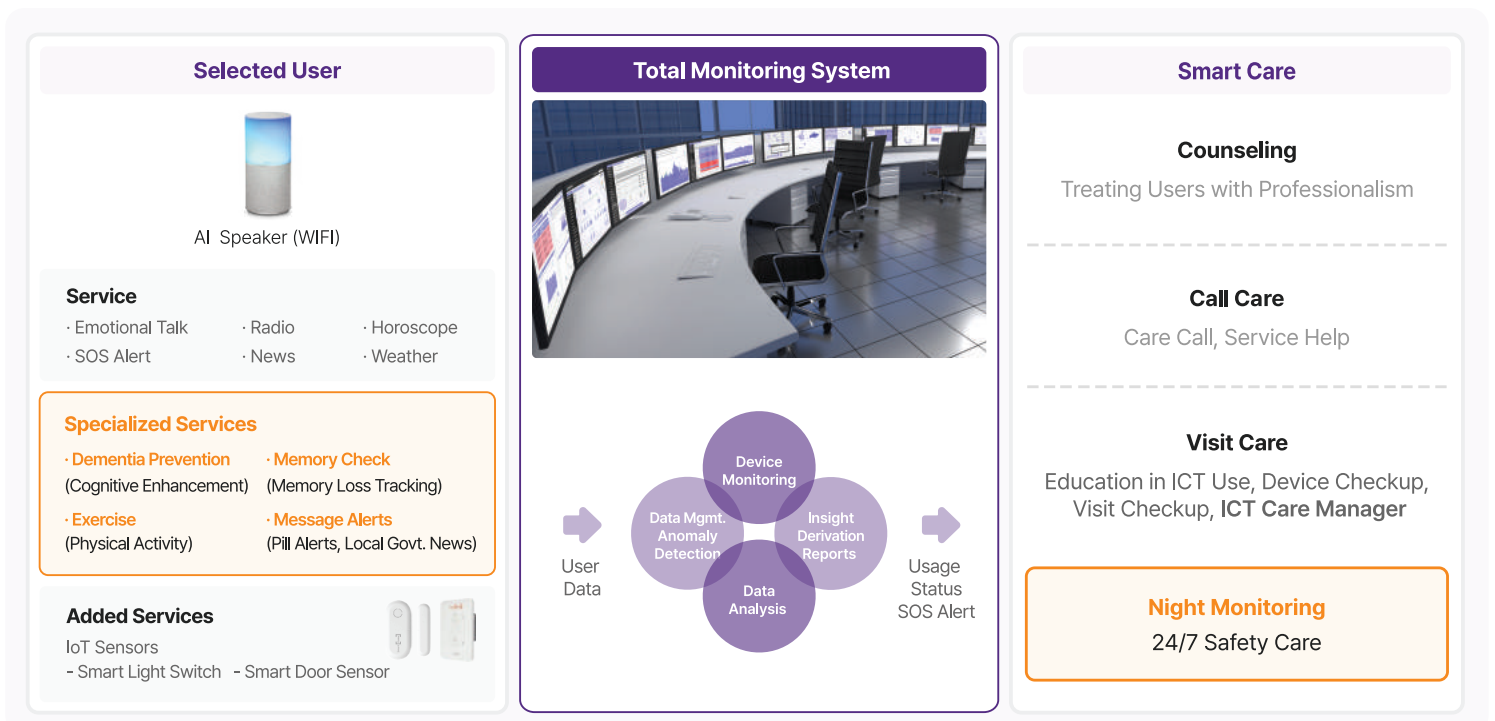 Selected User
AI Speaker (WIFI)
Service
· Emotional Talk
· Radio
· Horoscope
· SOS Alert
· News
· Weather
Specialized Services
· Dementia Prevention
(Cognitive Enhancement)
· Memory Check
(Memory Loss Tracking)
· Exercise
(Physical Activity)
· Message Alerts
(Pill Alerts, Local Govt. News)
Added Services
IoT Sensors
- Smart Light Switch - Smart Door Sensor
Total Monitoring System
User
Data
Device
Monitoring
Data Mgmt.
Anomaly
Detection
Insight
Derivation
Reports
Data
Analysis
Usage
Status
SOS Alert
Smart Care
Counseling
Treating Users with Professionalism
Call Care
Care Call, Service Help
Visit Care
Education in ICT Use, Device Checkup,
Visit Checkup, ICT Care Manager
Night Monitoring
24/7 Safety Care